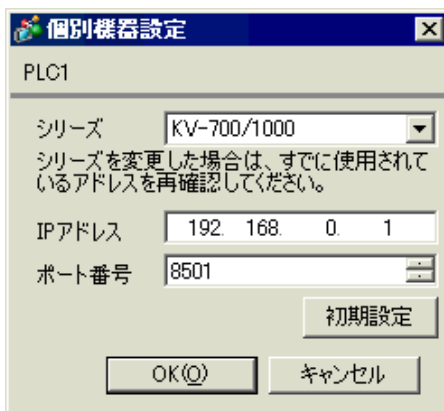 個別機器設定
PLC1
シリーズ KV-700/1000
シリーズを変更した場合は、すでに使用されて
いるアドレスを再確認してください。
IPアドレス 192. 168. 0. 1
ポート番号 8501
初期設定
OK(O) キャンセル